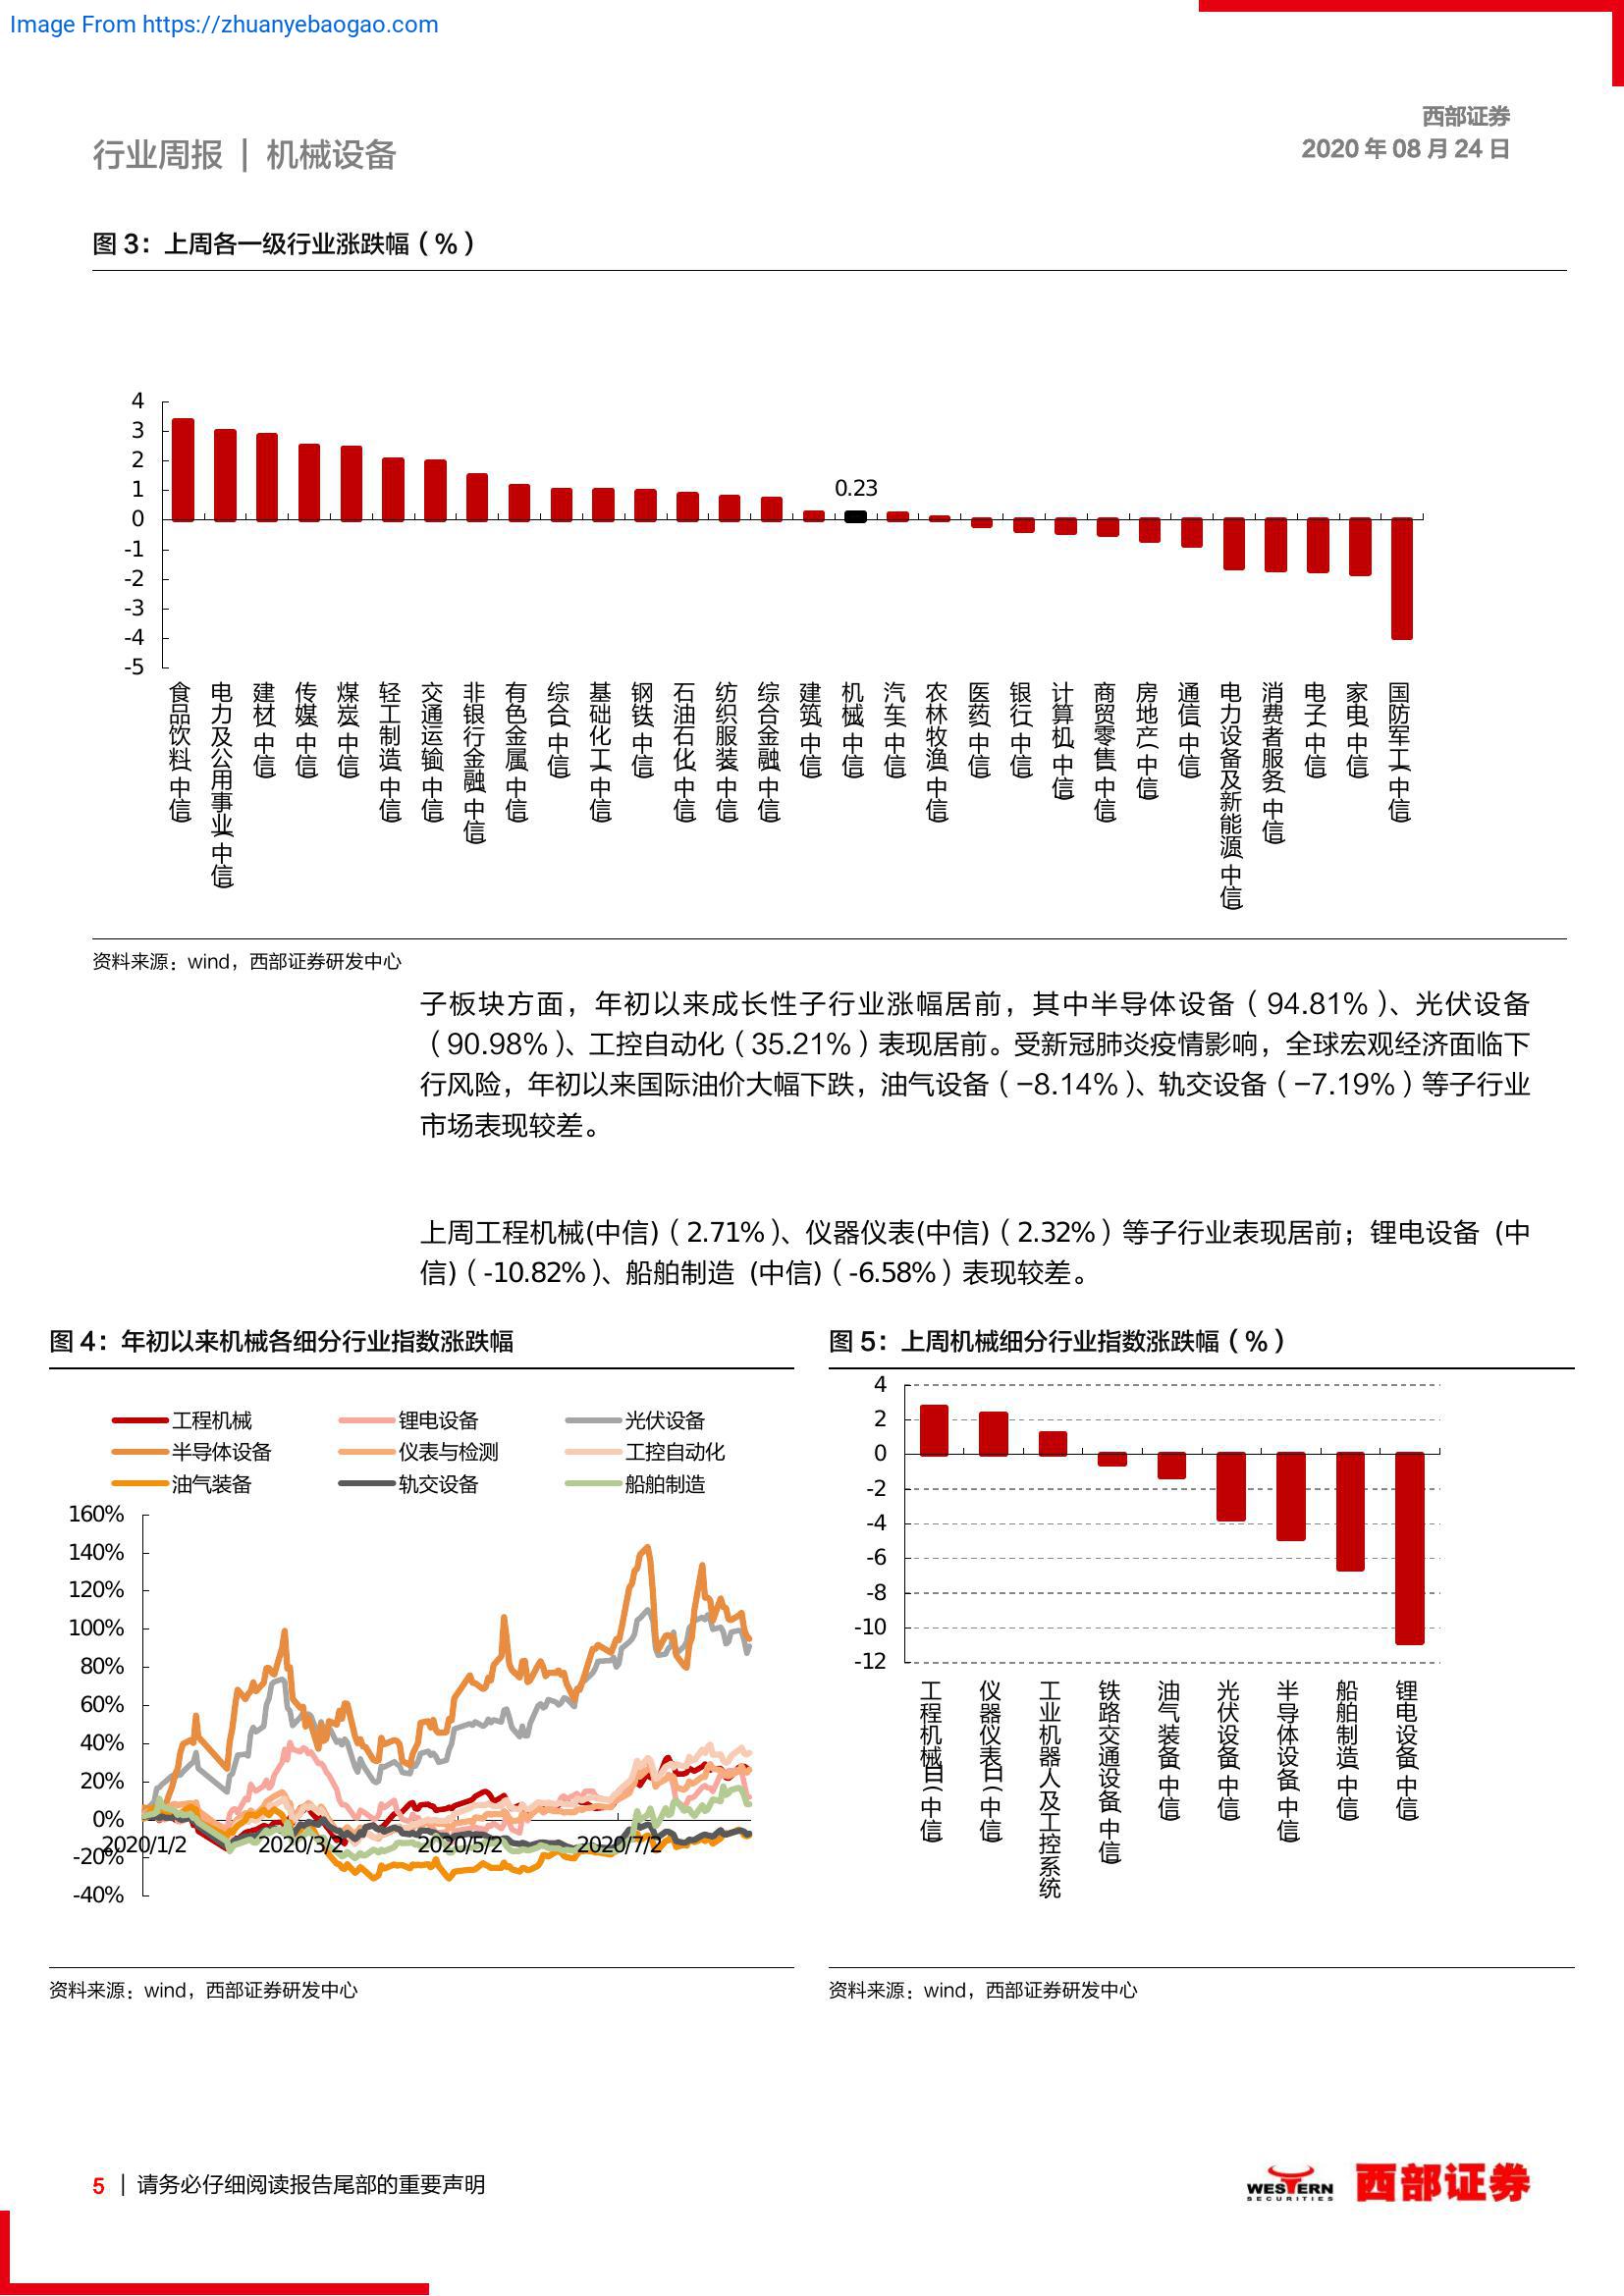 Image From https://zhuanyebaogao.com
西部证券
行业周报 | 机械设备
2020 年 08 月 24 日
图 3：上周各一级行业涨跌幅（%）
4
3
2
1
0
-1
-2
-3
-4
-5
0.23
食品饮料(中信)
电力及公用事业(中信)
建材(中信)
传媒(中信)
煤炭(中信)
轻工制造(中信)
交通运输(中信)
非银行金融(中信)
有色金属(中信)
综合(中信)
基础化工(中信)
钢铁(中信)
石油石化(中信)
纺织服装(中信)
综合金融(中信)
建筑(中信)
机械(中信)
汽车(中信)
农林牧渔(中信)
医药(中信)
银行(中信)
计算机(中信)
商贸零售(中信)
房地产(中信)
通信(中信)
电力设备及新能源(中信)
消费者服务(中信)
电子(中信)
家电(中信)
国防军工(中信)
资料来源：wind，西部证券研发中心
子板块方面，年初以来成长性子行业涨幅居前，其中半导体设备（94.81%）、光伏设备
（90.98%）、工控自动化（35.21%）表现居前。受新冠肺炎疫情影响，全球宏观经济面临下
行风险，年初以来国际油价大幅下跌，油气设备（-8.14%）、轨交设备（-7.19%）等子行业
市场表现较差。
上周工程机械(中信)（2.71%）、仪器仪表(中信)（2.32%）等子行业表现居前；锂电设备 (中
信)（-10.82%）、船舶制造 (中信)（-6.58%）表现较差。
图 4：年初以来机械各细分行业指数涨跌幅
工程机械 锂电设备 光伏设备
半导体设备 仪表与检测 工控自动化
油气装备 轨交设备 船舶制造
160%
140%
120%
100%
80%
60%
40%
20%
0%
-20%
-40%
2020/1/2 2020/3/2 2020/5/2 2020/7/2
资料来源：wind，西部证券研发中心
图 5：上周机械细分行业指数涨跌幅（%）
4
2
0
-2
-4
-6
-8
-10
-12
工程机械Ⅱ(中信)
仪器仪表Ⅱ(中信)
工业机器人及工控系统
铁路交通设备(中信)
油气装备(中信)
光伏设备(中信)
半导体设备(中信)
船舶制造(中信)
锂电设备(中信)
资料来源：wind，西部证券研发中心
5 | 请务必仔细阅读报告尾部的重要声明
WESTERN
SECURITIES
西部证券